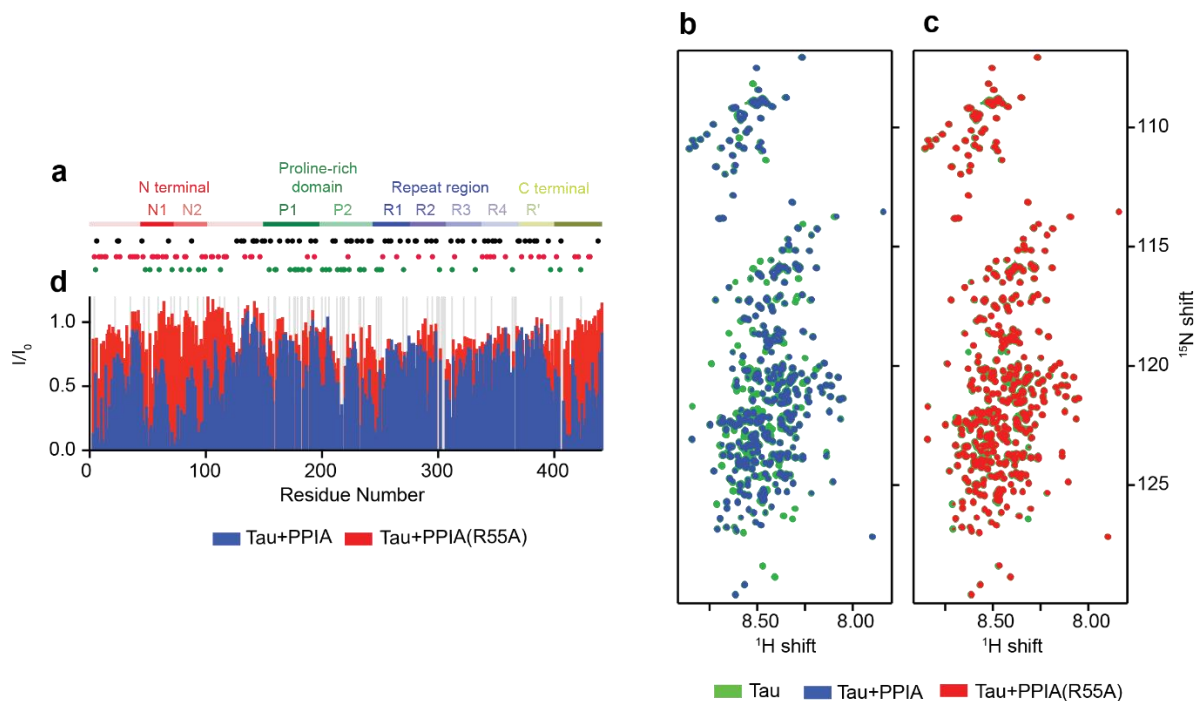 a
N terminal
Proline-rich
domain
Repeat region
C terminal
N1 N2 P1 P2 R1 R2 R3 R4 R'
d
I/I0
1.0
0.5
0.0
0 100 200 300 400
Residue Number
Tau+PPIA Tau+PPIA(R55A)
b c
110
115
120
125
15N shift
8.50 8.00 8.50 8.00
1H shift 1H shift
Tau Tau+PPIA Tau+PPIA(R55A)